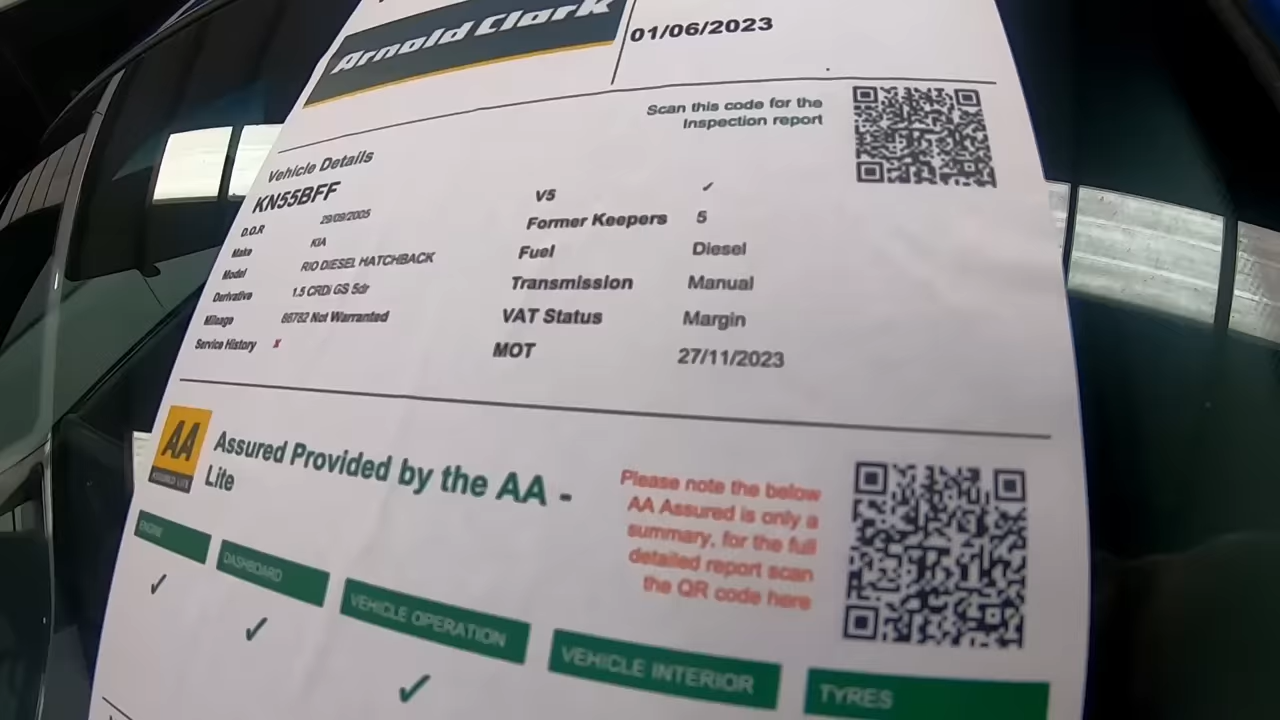 Arnold Clark
01/06/2023
Scan this code for the
Inspection report
Vehicle Details
KN55BFF
D.O.R 29/09/2005
Make KIA
Model RIO DIESEL HATCHBACK
Derivative 1.5 CRDi GS 5dr
Mileage 86782 Not Warranted
Service History x
V5 ✓
Former Keepers 5
Fuel Diesel
Transmission Manual
VAT Status Margin
MOT 27/11/2023
AA
ASSURED LITE
Assured Provided by the AA -
Lite
Please note the below
AA Assured is only a
summary, for the full
detailed report scan
the QR code here
ENGINE
DASHBOARD
VEHICLE OPERATION
VEHICLE INTERIOR
TYRES
✓
✓
✓